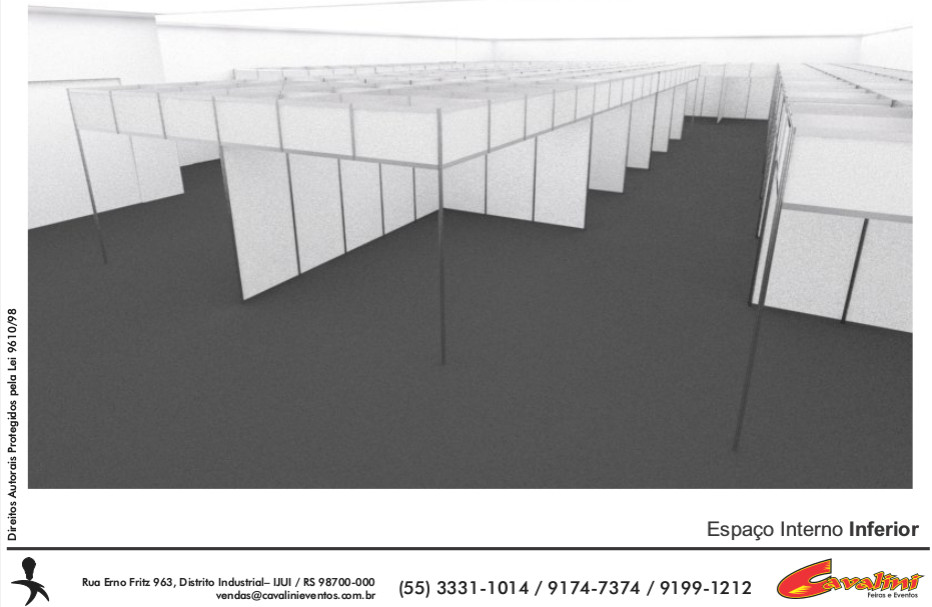 Direitos Autorais Protegidos pela Lei 9610/98
Espaço Interno Inferior
Rua Erno Fritz 963, Distrito Industrial– IJUI / RS 98700-000
vendas@cavalinieventos.com.br
(55) 3331-1014 / 9174-7374 / 9199-1212
Cavalini
Feiras e Eventos